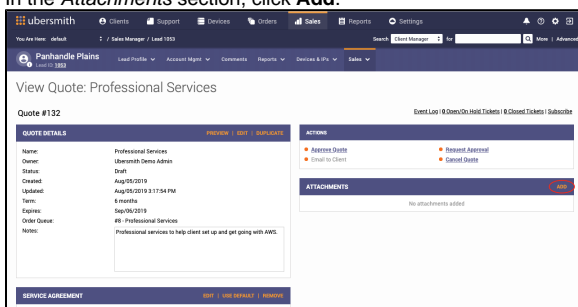 In the Attachments section, click Add.
ubersmith Clients Support Devices Orders Sales Reports Settings
You Are Here: default / Sales Manager / Lead 1053 Search Client Manager for More | Advanced
Panhandle Plains Lead Profile Account Mgmt Comments Reports Devices & IPs Sales
Lead ID: 1053
View Quote: Professional Services
Quote #132 Event Log | 0 Open/On Hold Tickets | 0 Closed Tickets | Subscribe
QUOTE DETAILS PREVIEW | EDIT | DUPLICATE ACTIONS
Name: Professional Services Approve Quote Request Approval
Owner: Ubersmith Demo Admin Email to Client Cancel Quote
Status: Draft
Created: Aug/05/2019
Updated: Aug/05/2019 3:17:54 PM ATTACHMENTS ADD
Term: 6 months
Expires: Sep/06/2019 No attachments added
Order Queue: #8 - Professional Services
Notes: Professional services to help client set up and get going with AWS.
SERVICE AGREEMENT EDIT | USE DEFAULT | REMOVE